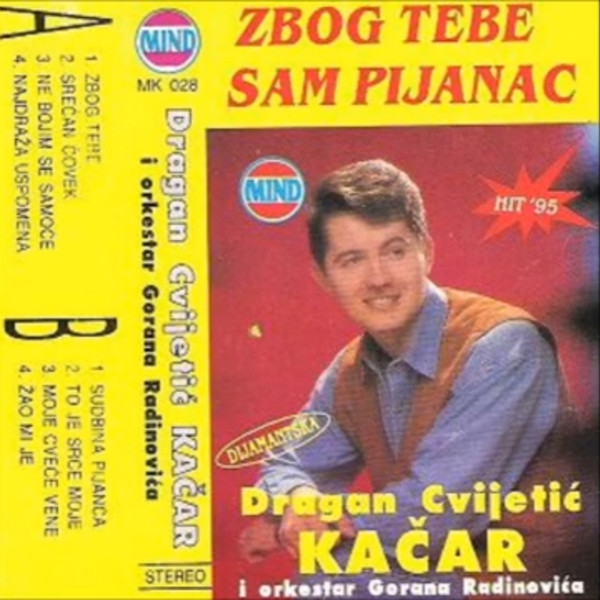 A
1. ZBOG TEBE
2. SREĆAN ČOVEK
3. NE BOJIM SE SAMOĆE
4. NAJDRAŽA USPOMENA
B
1. SUDBINA PIJANCA
2. TO JE SRCE MOJE
3. MOJE CVEĆE VENE
4. ŽAO MI JE
MIND
MK 028
Dragan Cvijetić KAČAR
i orkestar Gorana Radinovića
STEREO
ZBOG TEBE
SAM PIJANAC
MIND
HIT '95
DIJAMANTSKA
Dragan Cvijetić
KAČAR
i orkestar Gorana Radinovića